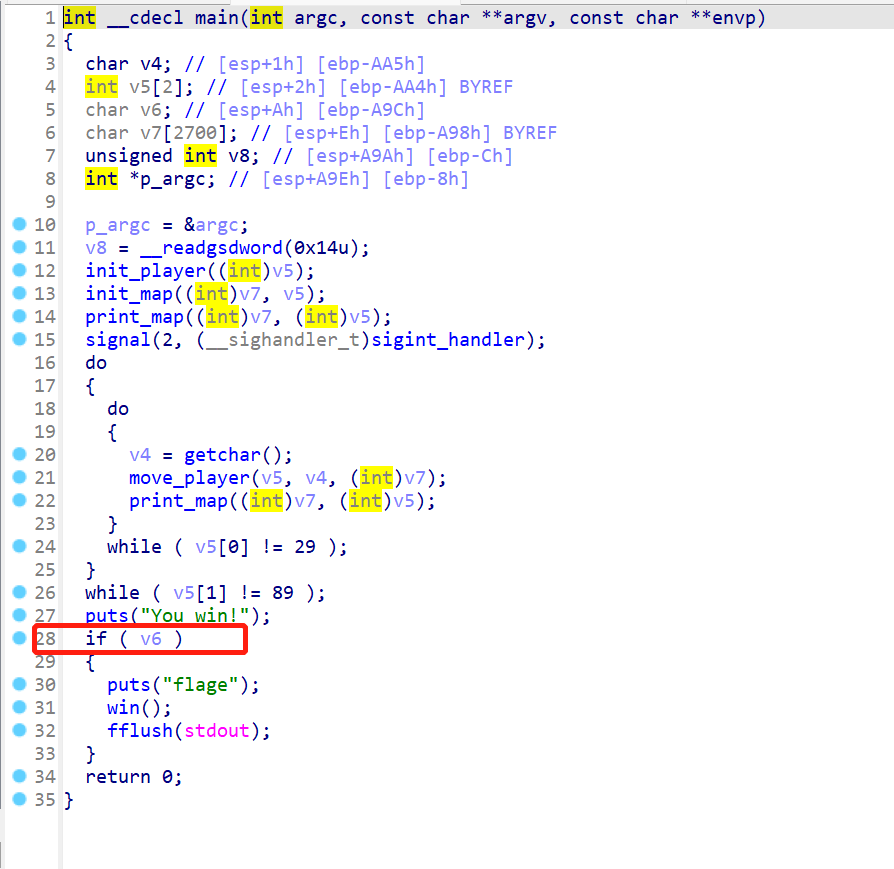 1 int __cdecl main(int argc, const char **argv, const char **envp)
2 {
3 char v4; // [esp+1h] [ebp-AA5h]
4 int v5[2]; // [esp+2h] [ebp-AA4h] BYREF
5 char v6; // [esp+Ah] [ebp-A9Ch]
6 char v7[2700]; // [esp+Eh] [ebp-A98h] BYREF
7 unsigned int v8; // [esp+A9Ah] [ebp-Ch]
8 int *p_argc; // [esp+A9Eh] [ebp-8h]
9
10 p_argc = &argc;
11 v8 = __readgsdword(0x14u);
12 init_player((int)v5);
13 init_map((int)v7, v5);
14 print_map((int)v7, (int)v5);
15 signal(2, (__sighandler_t)sigint_handler);
16 do
17 {
18 do
19 {
20 v4 = getchar();
21 move_player(v5, v4, (int)v7);
22 print_map((int)v7, (int)v5);
23 }
24 while ( v5[0] != 29 );
25 }
26 while ( v5[1] != 89 );
27 puts("You win!");
28 if ( v6 )
29 {
30 puts("flage");
31 win();
32 fflush(stdout);
33 }
34 return 0;
35 }